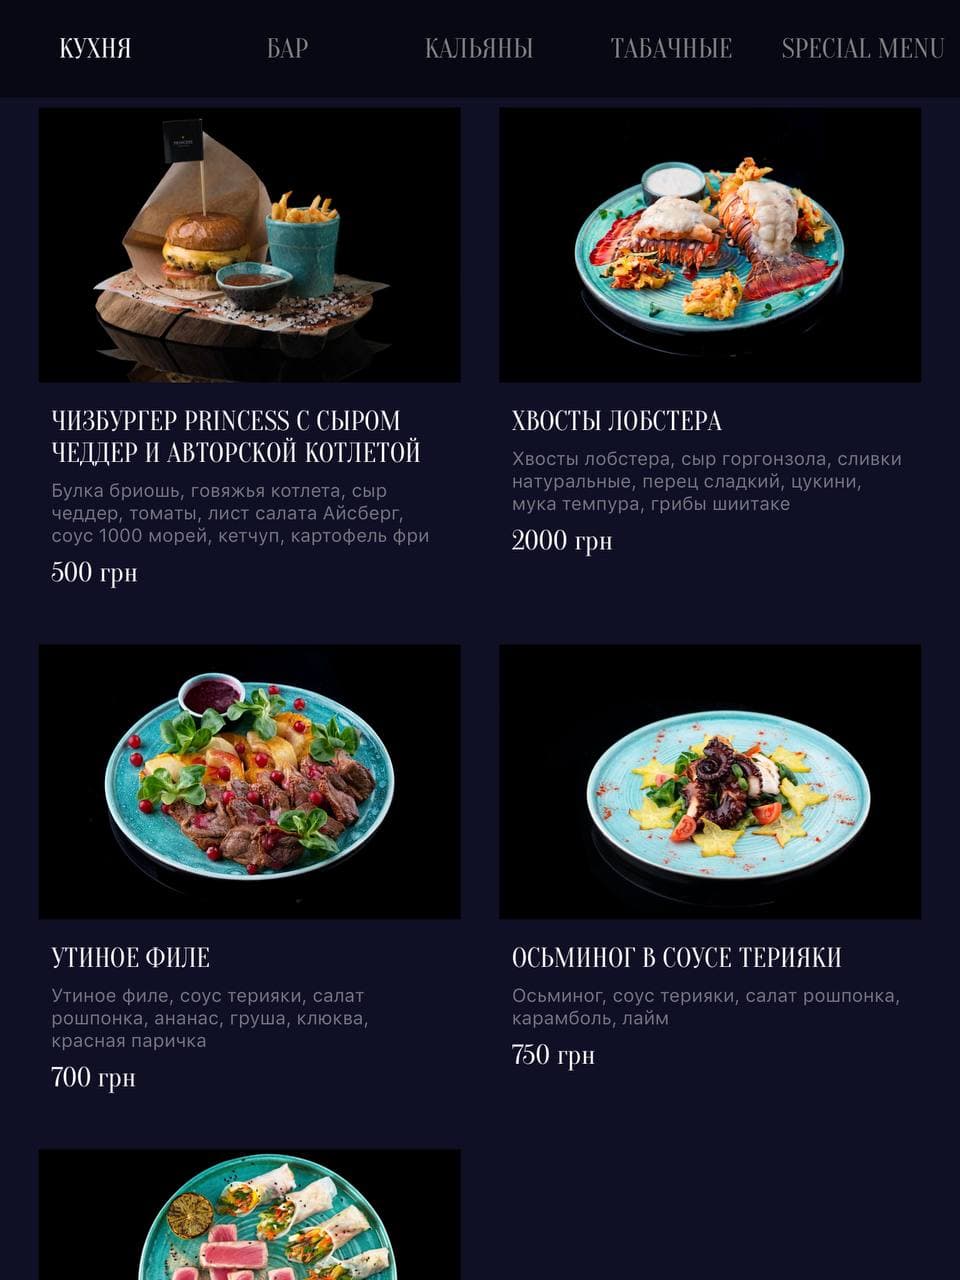 КУХНЯ
БАР
КАЛЬЯНЫ
ТАБАЧНЫЕ
SPECIAL MENU
ЧИЗБУРГЕР PRINCESS С СЫРОМ
ЧЕДДЕР И АВТОРСКОЙ КОТЛЕТОЙ
Булка бриошь, говяжья котлета, сыр
чеддер, томаты, лист салата Айсберг,
соус 1000 морей, кетчуп, картофель фри
500 грн
ХВОСТЫ ЛОБСТЕРА
Хвосты лобстера, сыр горгонзола, сливки
натуральные, перец сладкий, цукини,
мука темпура, грибы шиитаке
2000 грн
УТИНОЕ ФИЛЕ
Утиное филе, соус терияки, салат
рошпонка, ананас, груша, клюква,
красная паричка
700 грн
ОСЬМИНОГ В СОУСЕ ТЕРИЯКИ
Осьминог, соус терияки, салат рошпонка,
карамболь, лайм
750 грн